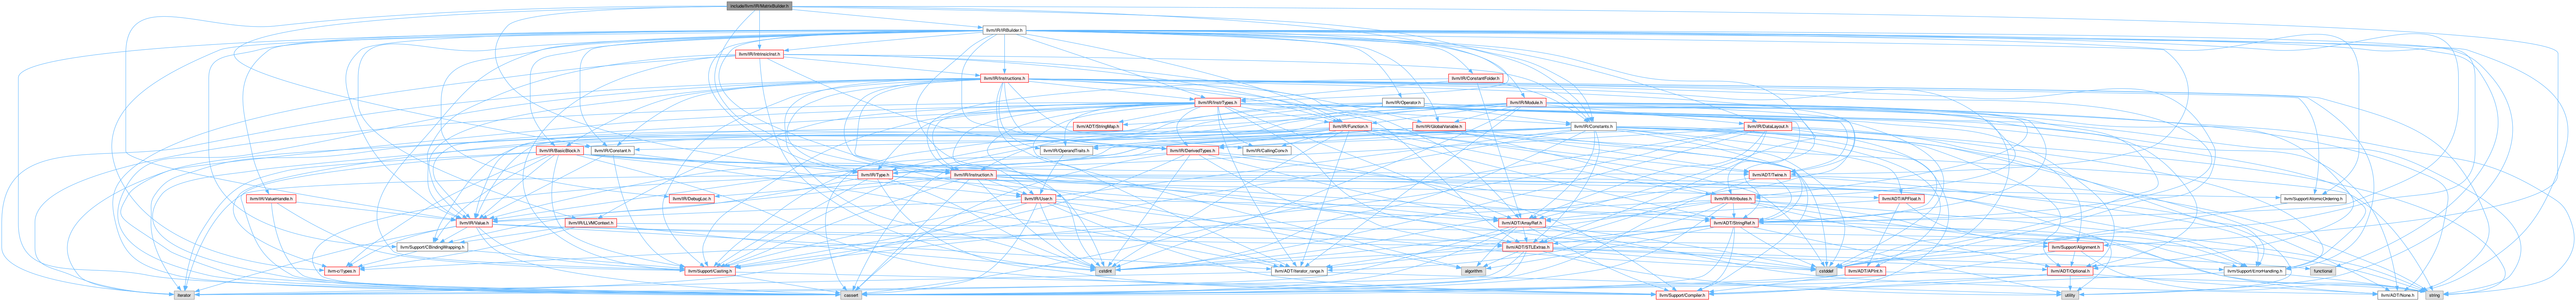 include/llvm/IR/MatrixBuilder.h
llvm/IR/IRBuilder.h
llvm/IR/IntrinsicInst.h
llvm/IR/Instructions.h
llvm/IR/ConstantFolder.h
llvm/IR/InstrTypes.h
llvm/IR/Operator.h
llvm/IR/Module.h
llvm/ADT/StringMap.h
llvm/IR/Function.h
llvm/IR/GlobalVariable.h
llvm/IR/Constants.h
llvm/IR/DataLayout.h
llvm/IR/BasicBlock.h
llvm/IR/Constant.h
llvm/IR/OperandTraits.h
llvm/IR/DerivedTypes.h
llvm/IR/CallingConv.h
llvm/IR/Type.h
llvm/IR/Instruction.h
llvm/ADT/Twine.h
llvm/IR/ValueHandle.h
llvm/IR/DebugLoc.h
llvm/IR/User.h
llvm/IR/Attributes.h
llvm/ADT/APFloat.h
llvm/Support/AtomicOrdering.h
llvm/IR/Value.h
llvm/IR/LLVMContext.h
llvm/ADT/ArrayRef.h
llvm/ADT/StringRef.h
llvm/Support/CBindingWrapping.h
llvm/ADT/STLExtras.h
llvm/Support/Alignment.h
llvm-c/Types.h
llvm/Support/Casting.h
cstdint
llvm/ADT/iterator_range.h
algorithm
cstddef
llvm/ADT/APInt.h
llvm/ADT/Optional.h
llvm/Support/ErrorHandling.h
functional
iterator
cassert
llvm/Support/Compiler.h
utility
llvm/ADT/None.h
string